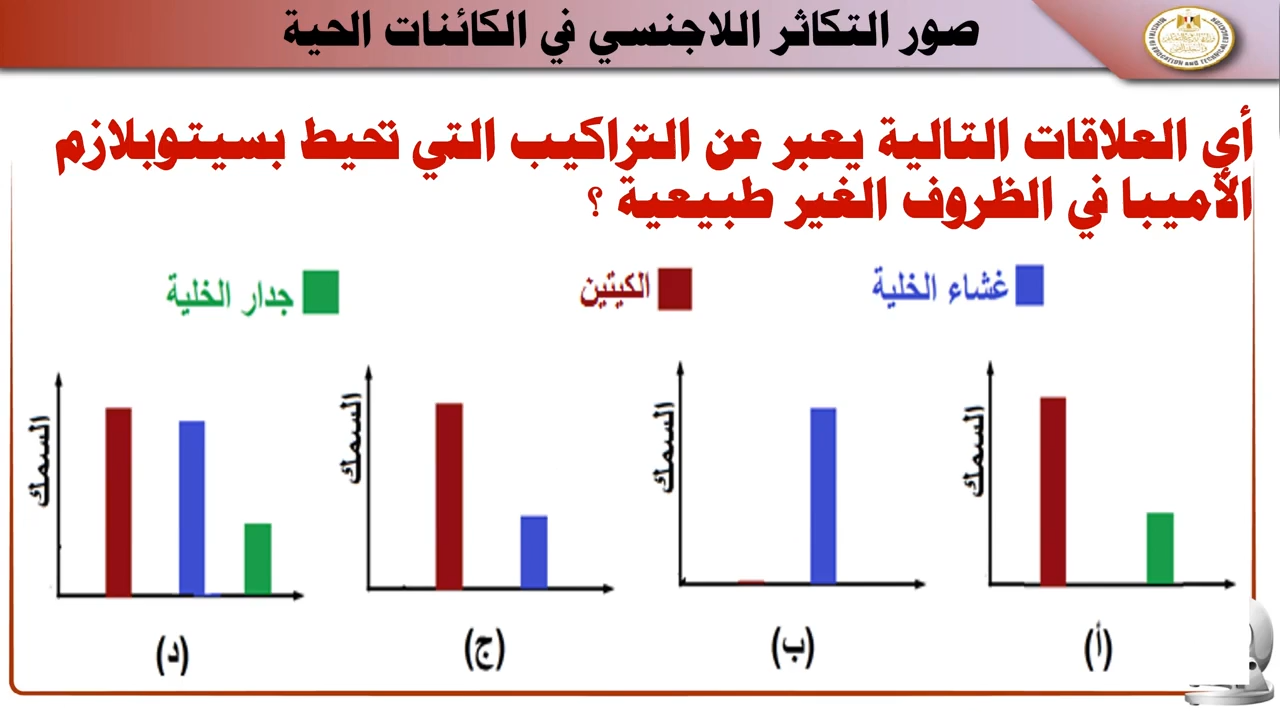 صور التكاثر اللاجنسي في الكائنات الحية
أي العلاقات التالية يعبر عن التراكيب التي تحيط بسيتوبلازم
الأميبا في الظروف الغير طبيعية ؟
غشاء الخلية
الكيتين
جدار الخلية
السمك
السمك
السمك
السمك
(أ)
(ب)
(ج)
(د)